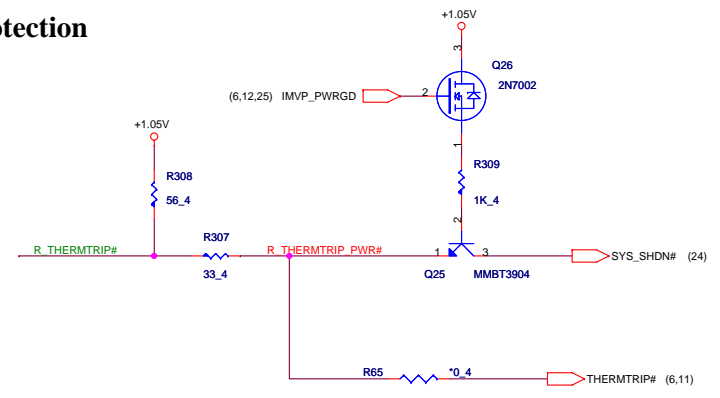 otection
+1.05V
3
Q26
2N7002
(6,12,25) IMVP_PWRGD
2
+1.05V
1
R308
R309
56_4
1K_4
2
R307
R_THERMTRIP#
R_THERMTRIP_PWR#
1
3
SYS_SHDN# (24)
33_4
Q25
MMBT3904
R65
*0_4
THERMTRIP# (6,11)